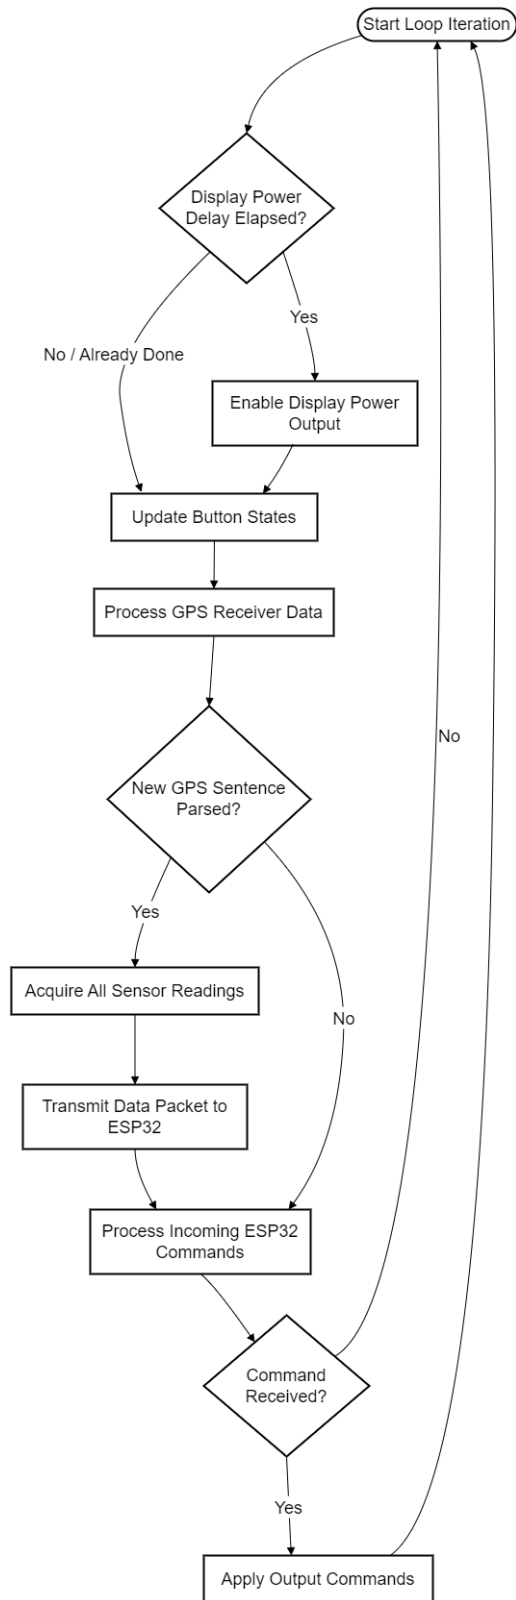 Start Loop Iteration
Display Power
Delay Elapsed?
Yes
No / Already Done
Enable Display Power
Output
Update Button States
Process GPS Receiver Data
No
New GPS Sentence
Parsed?
Yes
Acquire All Sensor Readings
No
Transmit Data Packet to
ESP32
Process Incoming ESP32
Commands
Command
Received?
Yes
Apply Output Commands